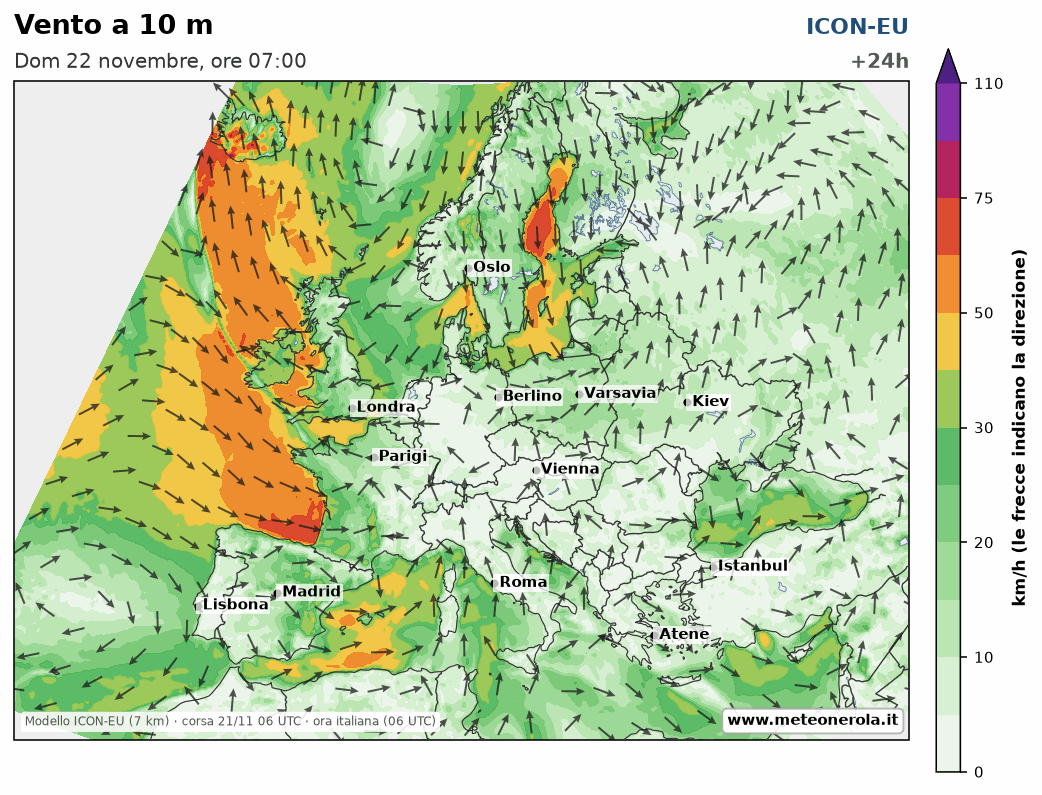 Vento a 10 m
ICON-EU
Dom 22 novembre, ore 07:00
+24h
110
75
50
30
20
10
0
km/h (le frecce indicano la direzione)
Oslo
Londra
Berlino
Varsavia
Kiev
Parigi
Vienna
Istanbul
Roma
Madrid
Lisbona
Atene
Modello ICON-EU (7 km) · corsa 21/11 06 UTC · ora italiana (06 UTC)
www.meteonerola.it